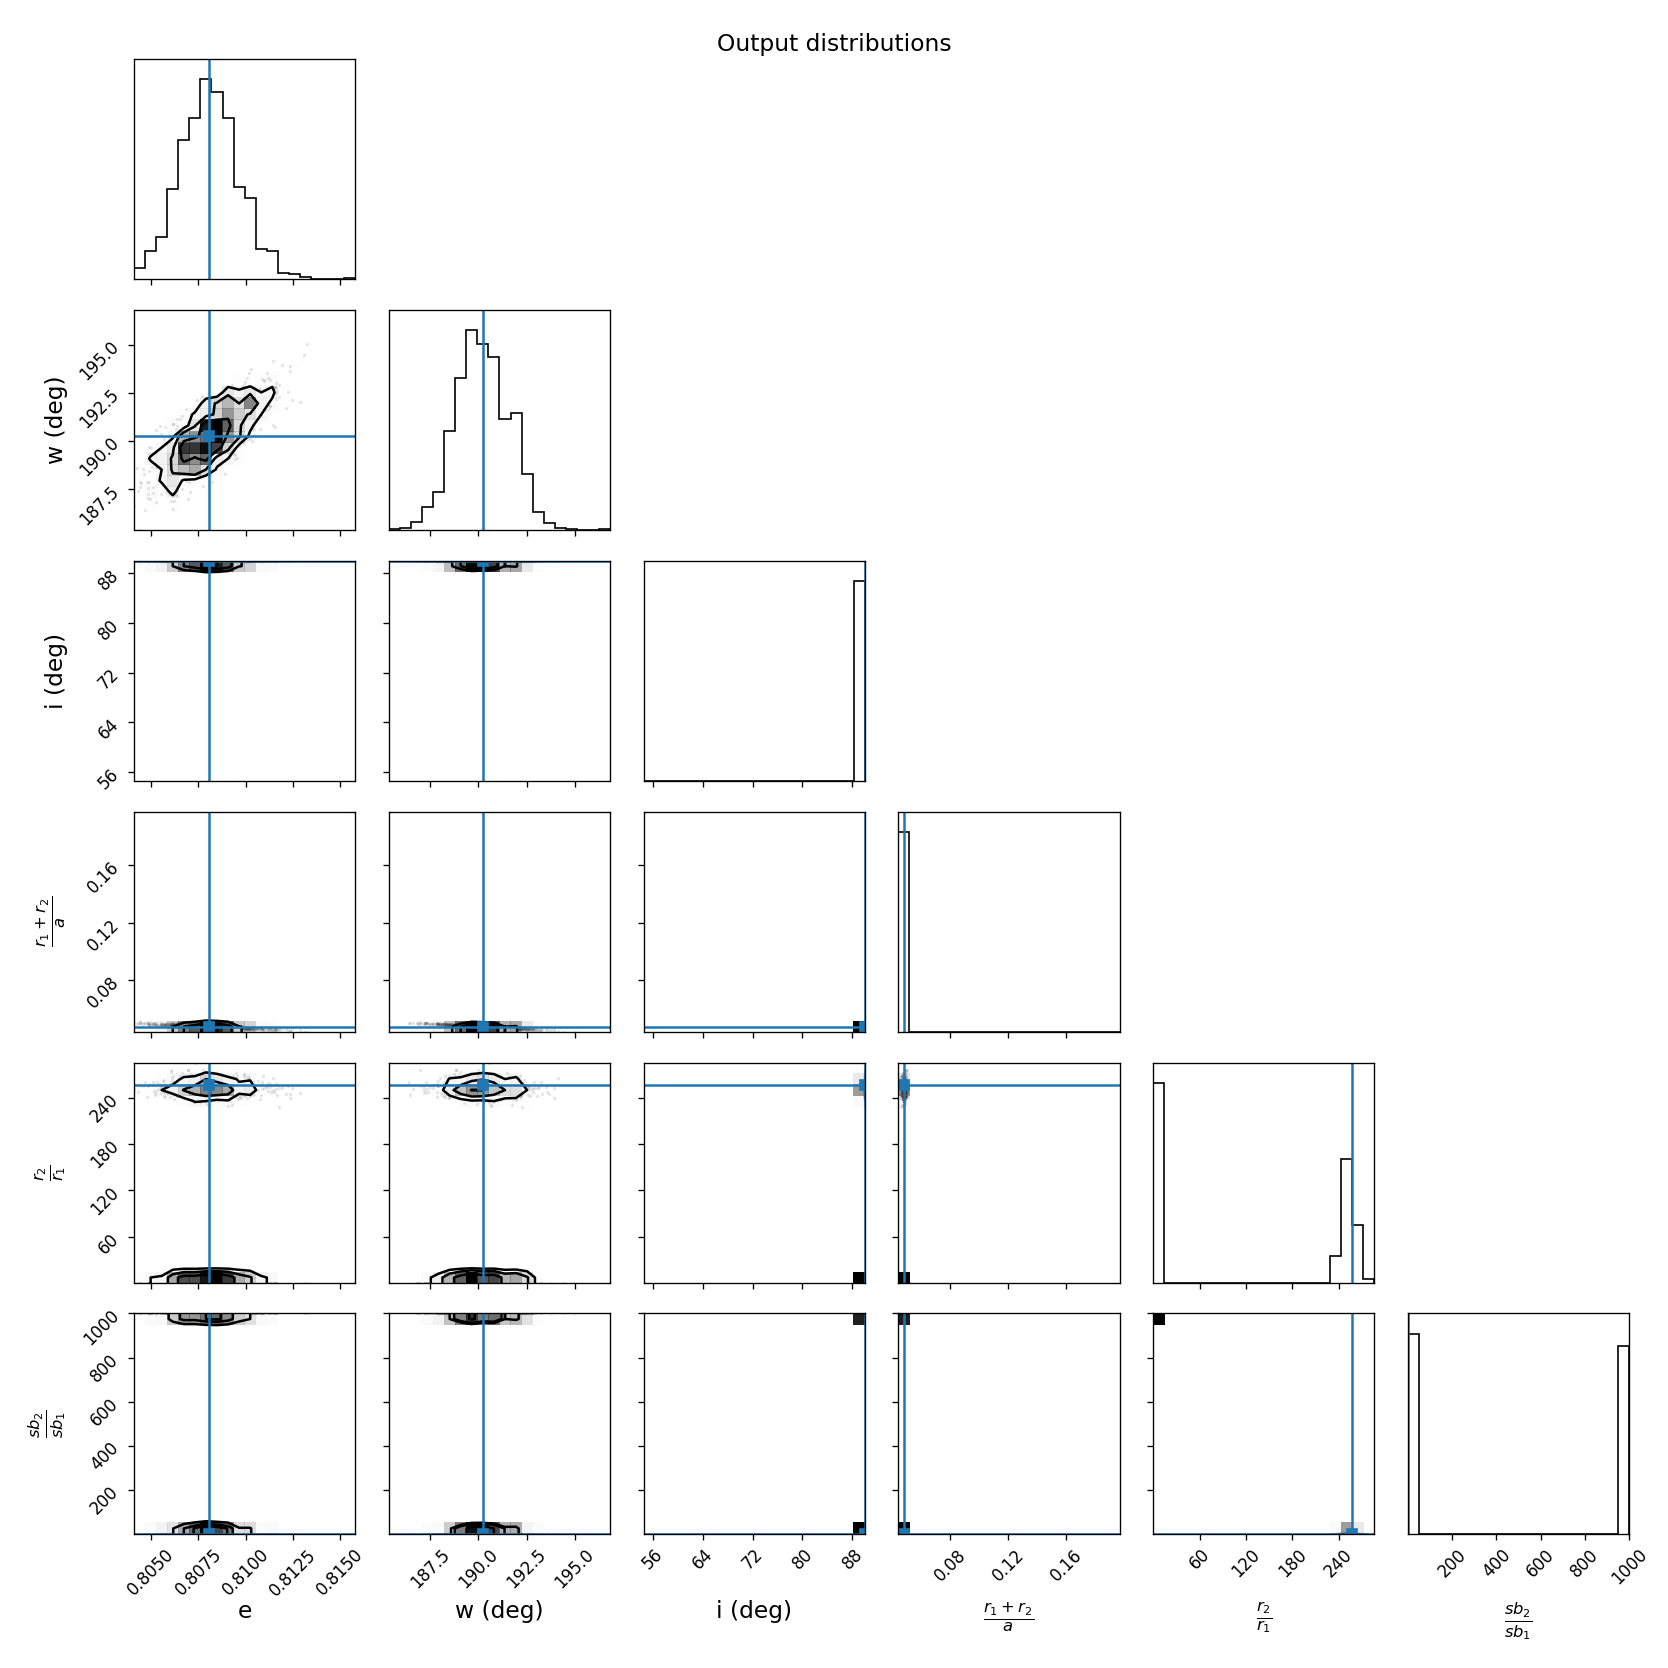 Output distributions
w (deg)
195.0
192.5
190.0
187.5
i (deg)
88
80
72
64
56
r₁ + r₂
a
0.16
0.12
0.08
r₂
r₁
240
180
120
60
sb₂
sb₁
1000
800
600
400
200
0.8050 0.8075 0.8100 0.8125 0.8150
187.5 190.0 192.5 195.0
56 64 72 80 88
0.08 0.12 0.16
60 120 180 240
200 400 600 800 1000
e
w (deg)
i (deg)
r₁ + r₂
a
r₂
r₁
sb₂
sb₁